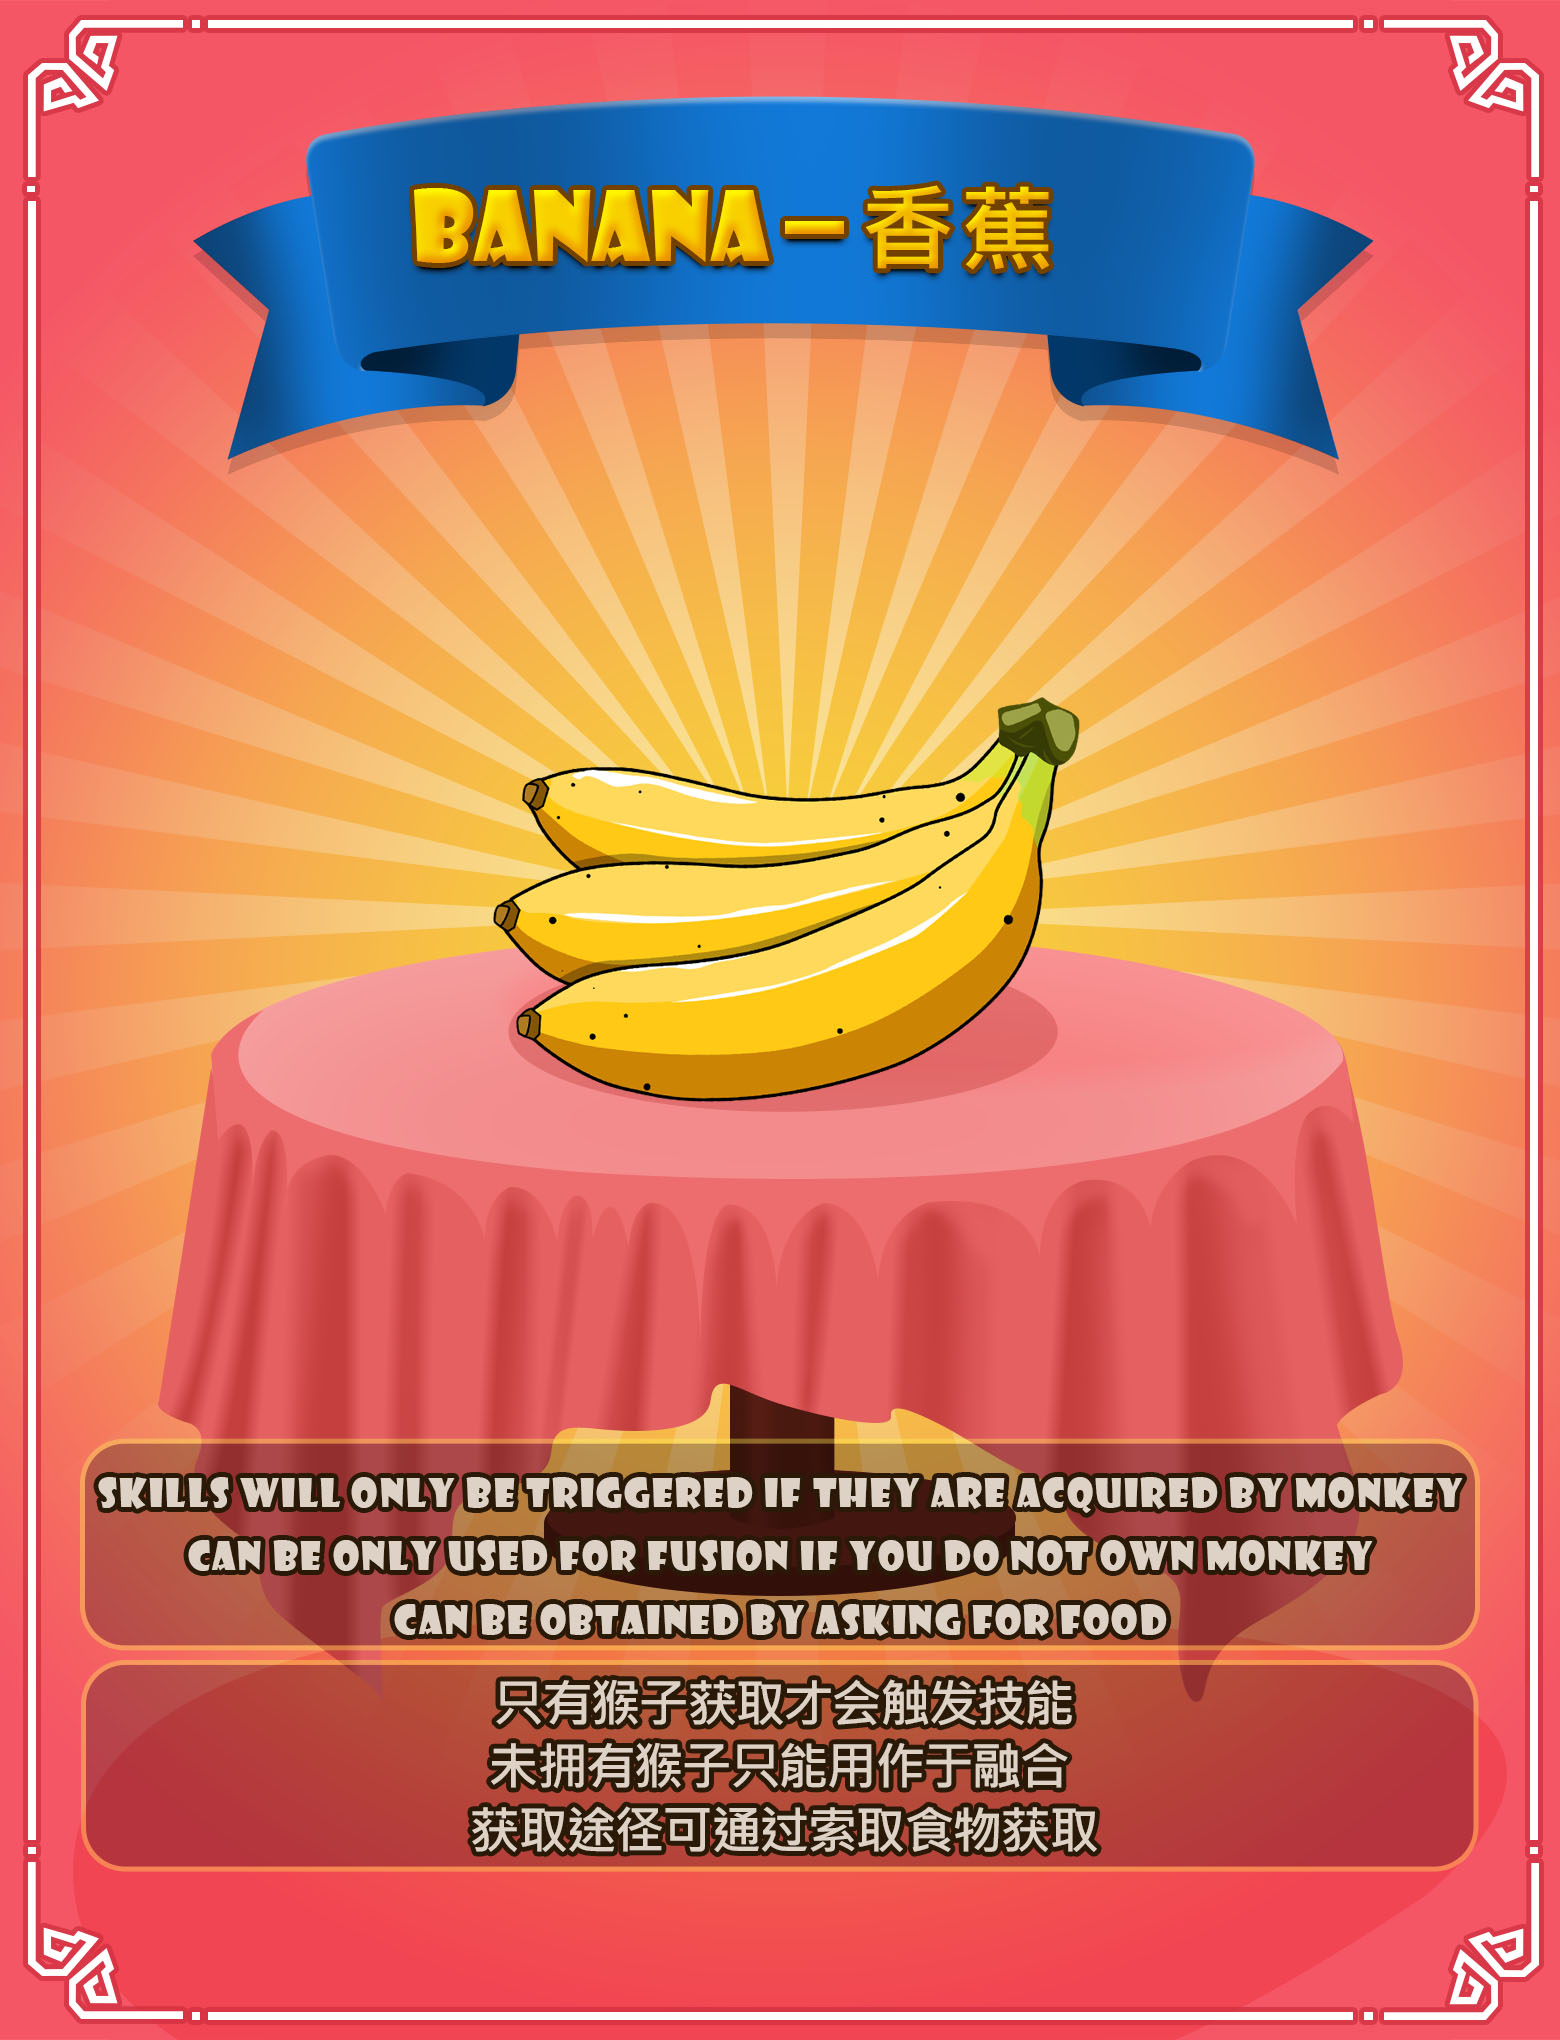 BANANA – 香蕉
SKILLS WILL ONLY BE TRIGGERED IF THEY ARE ACQUIRED BY MONKEY
CAN BE ONLY USED FOR FUSION IF YOU DO NOT OWN MONKEY
CAN BE OBTAINED BY ASKING FOR FOOD
只有猴子获取才会触发技能
未拥有猴子只能用作于融合
获取途径可通过索取食物获取